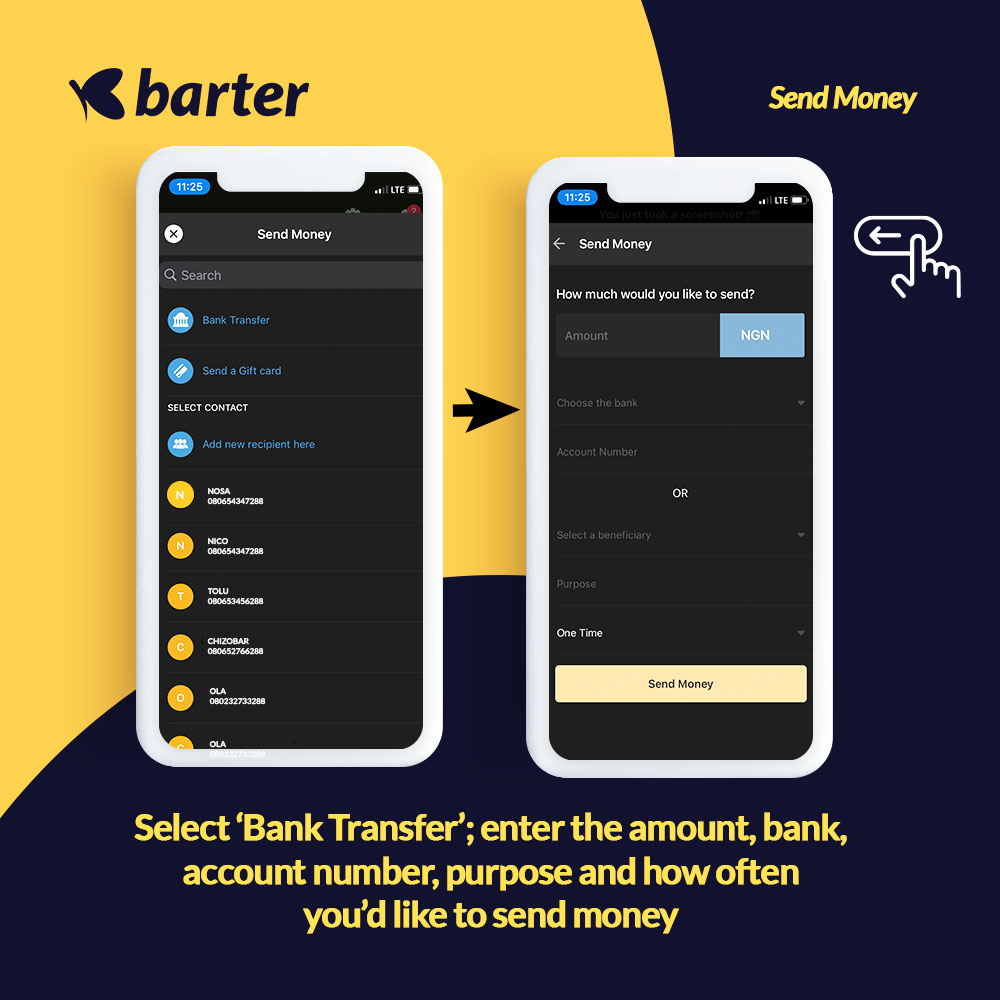 barter
Send Money
11:25
LTE
2
Send Money
Search
Bank Transfer
Send a Gift card
SELECT CONTACT
Add new recipient here
N
NOSA
080654347288
N
NICO
080654347288
T
TOLU
080653456288
C
CHIZOBAR
080652766288
O
OLA
080232733288
OLA
080232733288
11:25
LTE
You just took a screenshot!
Send Money
How much would you like to send?
Amount
NGN
Choose the bank
Account Number
OR
Select a beneficiary
Purpose
One Time
Send Money
Select ‘Bank Transfer’; enter the amount, bank,
account number, purpose and how often
you’d like to send money